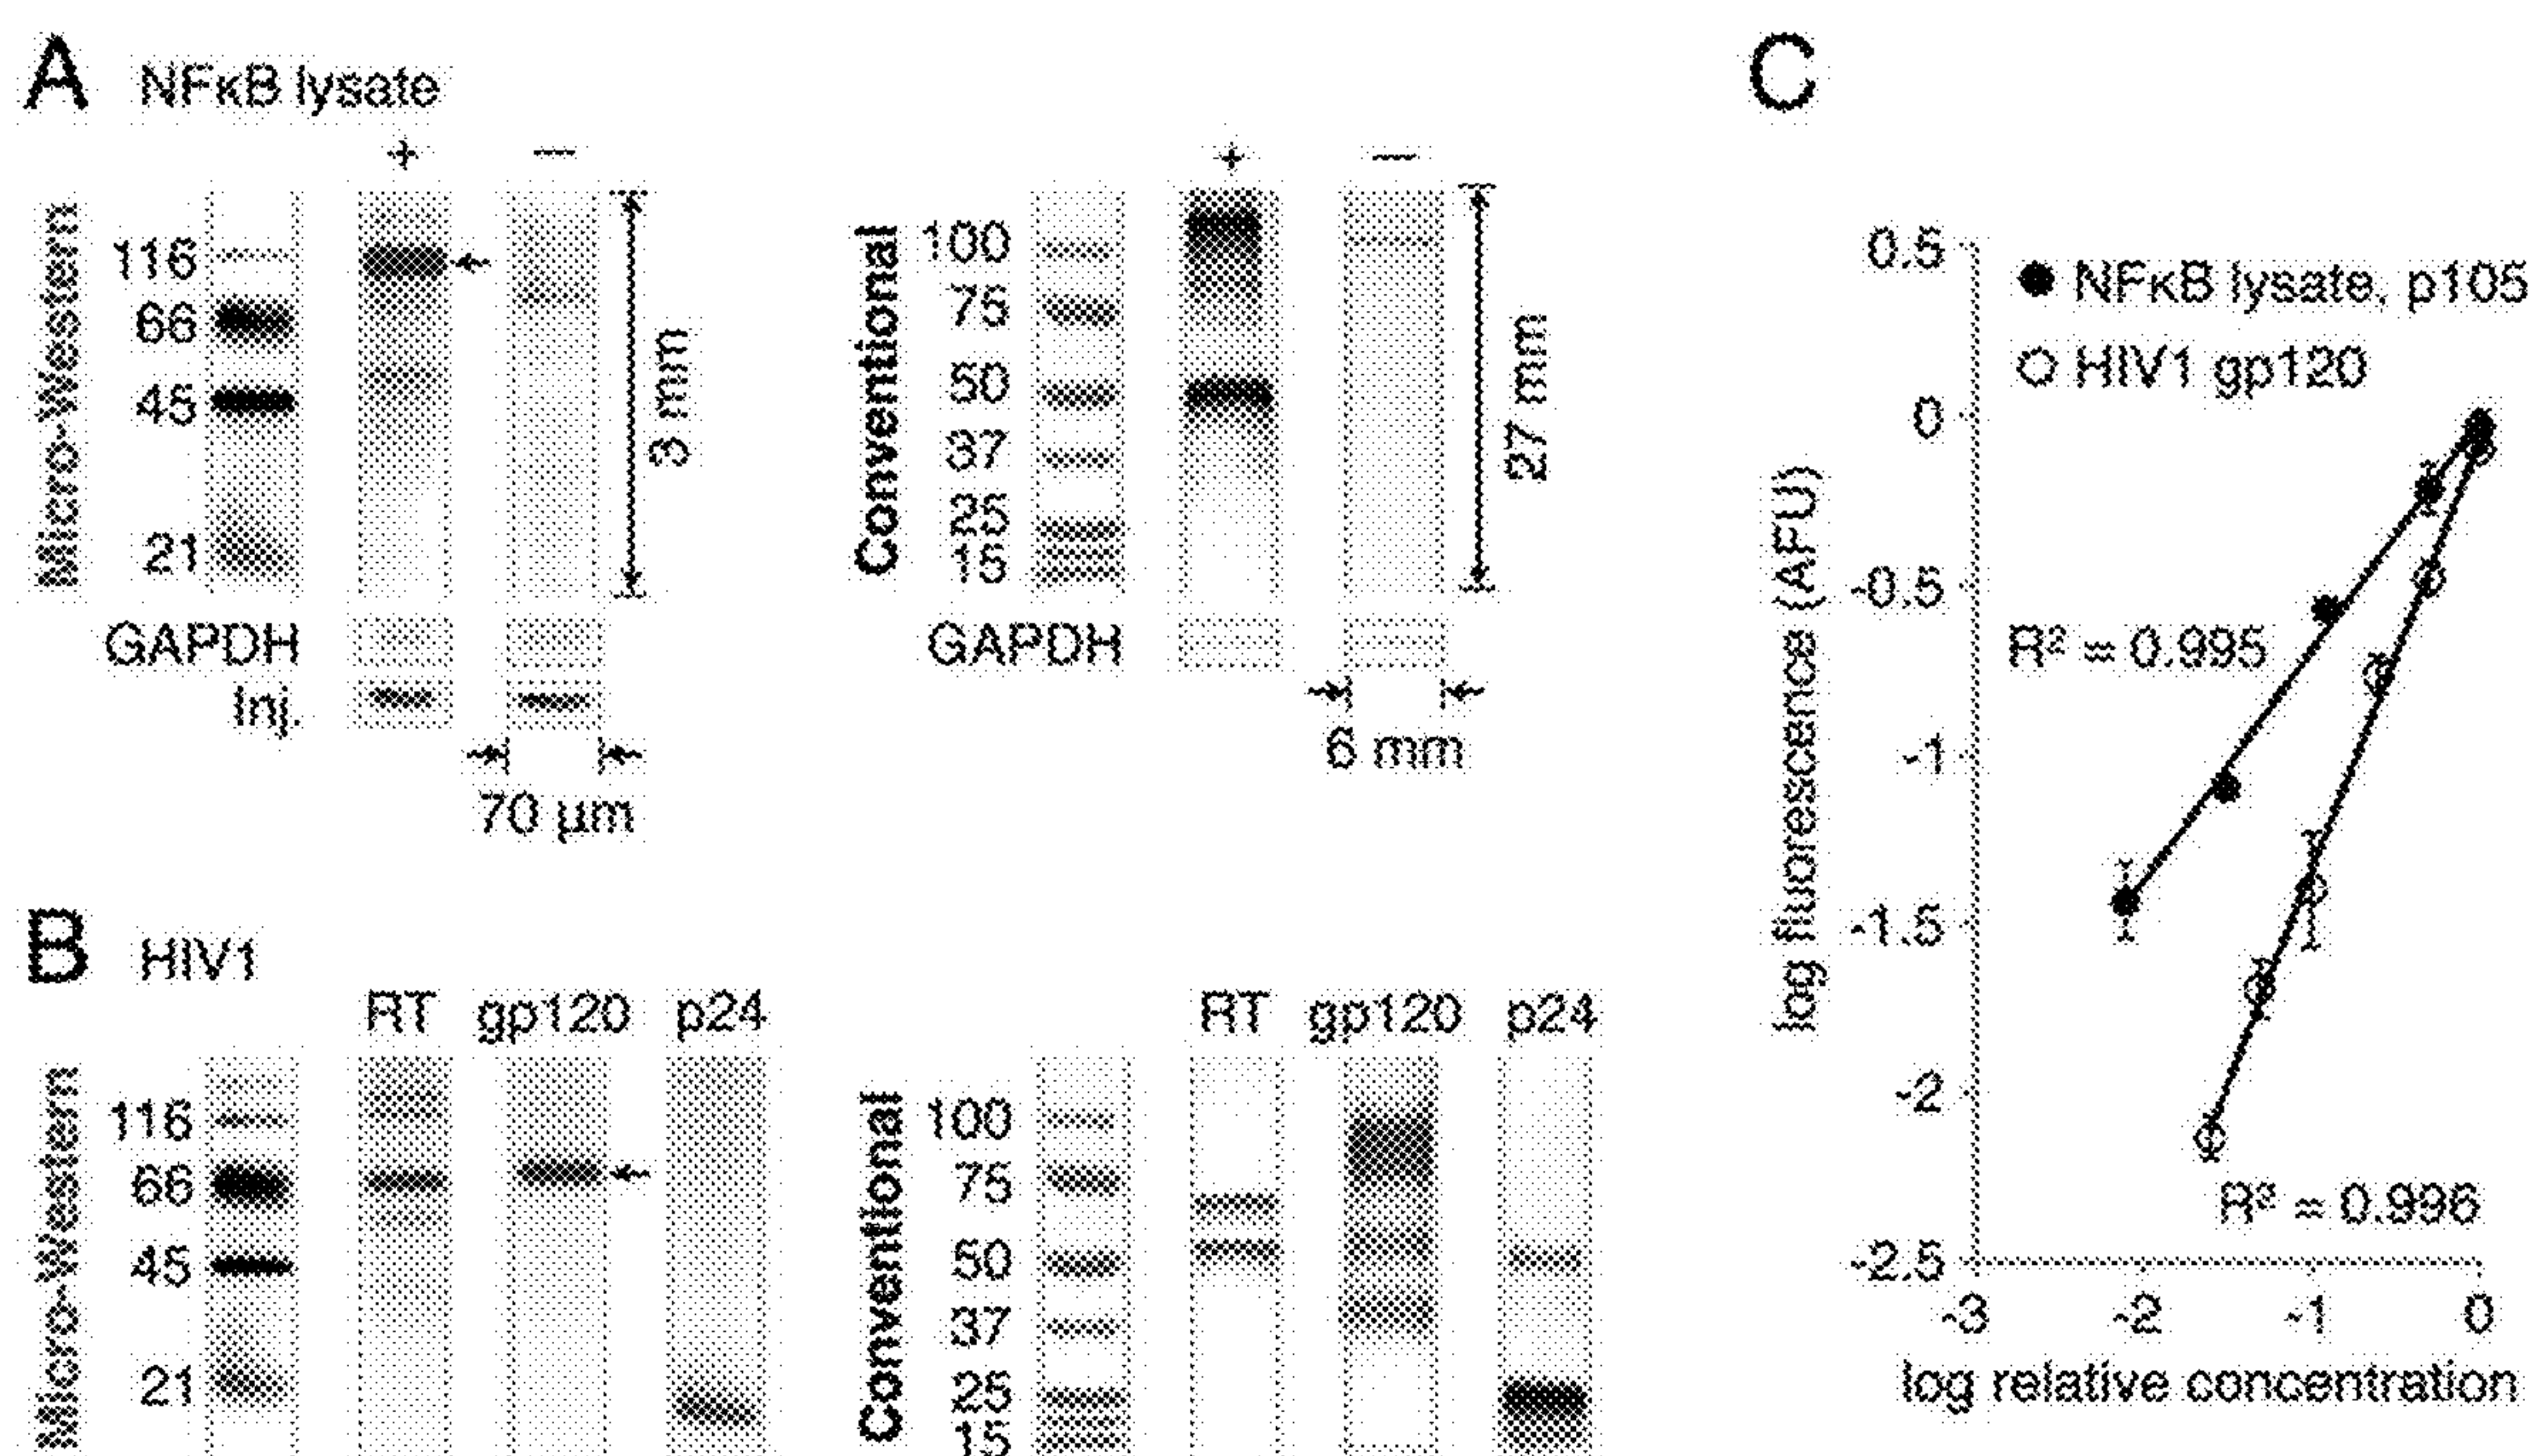 A NFκB lysate
+ −
Micro-Western
116
66
45
21
3 mm
GAPDH
Inj.
70 µm
+ −
Conventional
100
75
50
37
25
15
27 mm
GAPDH
6 mm
B HIV1
RT gp120 p24
Micro-Western
116
66
45
21
RT gp120 p24
Conventional
100
75
50
37
25
15
C
NFκB lysate, p105
HIV1 gp120
log fluorescence (AFU)
0.5
0
-0.5
-1
-1.5
-2
-2.5
R² = 0.995
R² = 0.996
-3 -2 -1 0
log relative concentration